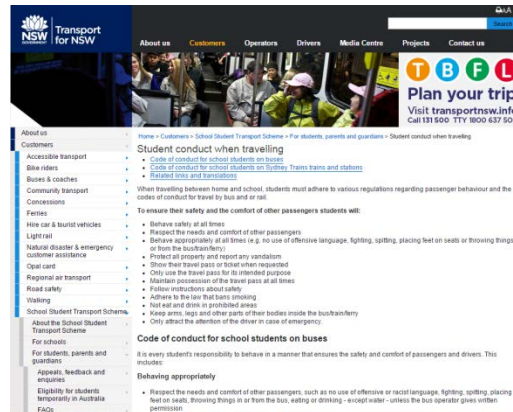 AA
Search
NSW
GOVERNMENT
Transport
for NSW
About us
Customers
Operators
Drivers
Media Centre
Projects
Contact us
T B F L
Plan your trip
Visit transportnsw.info
Call 131 500 TTY 1800 637 50
About us
Customers
Accessible transport
Bike riders
Buses & coaches
Community transport
Concessions
Ferries
Hire car & tourist vehicles
Light rail
Natural disaster & emergency
customer assistance
Opal card
Regional air transport
Road safety
Walking
School Student Transport Scheme
About the School Student
Transport Scheme
For schools
For students, parents and
guardians
Appeals, feedback and
enquiries
Eligibility for students
temporarily in Australia
FAQs
Home > Customers > School Student Transport Scheme > For students, parents and guardians > Student conduct when travelling
Student conduct when travelling
Code of conduct for school students on buses
Code of conduct for school students on Sydney Trains trains and stations
Related links and translations
When travelling between home and school, students must adhere to various regulations regarding passenger behaviour and the
codes of conduct for travel by bus and or rail.
To ensure their safety and the comfort of other passengers students will:
Behave safely at all times
Respect the needs and comfort of other passengers
Behave appropriately at all times (e.g. no use of offensive language, fighting, spitting, placing feet on seats or throwing things
or from the bus/train/ferry)
Protect all property and report any vandalism
Show their travel pass or ticket when requested
Only use the travel pass for its intended purpose
Maintain possession of the travel pass at all times
Follow instructions about safety
Adhere to the law that bans smoking
Not eat and drink in prohibited areas
Keep arms, legs and other parts of their bodies inside the bus/train/ferry
Only attract the attention of the driver in case of emergency.
Code of conduct for school students on buses
It is every student's responsibility to behave in a manner that ensures the safety and comfort of passengers and drivers. This
includes:
Behaving appropriately
Respect the needs and comfort of other passengers, such as no use of offensive or racist language, fighting, spitting, placing
feet on seats, throwing things in or from the bus, eating or drinking - except water - unless the bus operator gives written
permission